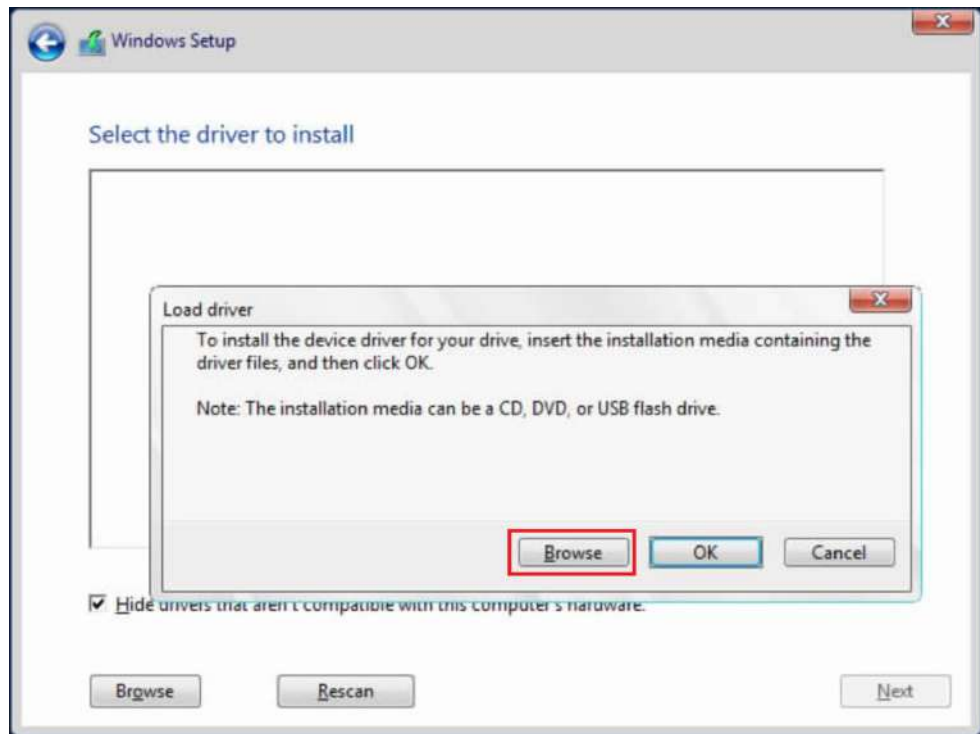 Windows Setup
Select the driver to install
Load driver
To install the device driver for your drive, insert the installation media containing the
driver files, and then click OK.
Note: The installation media can be a CD, DVD, or USB flash drive.
Browse OK Cancel
Hide drivers that aren't compatible with this computer's hardware.
Browse Rescan Next